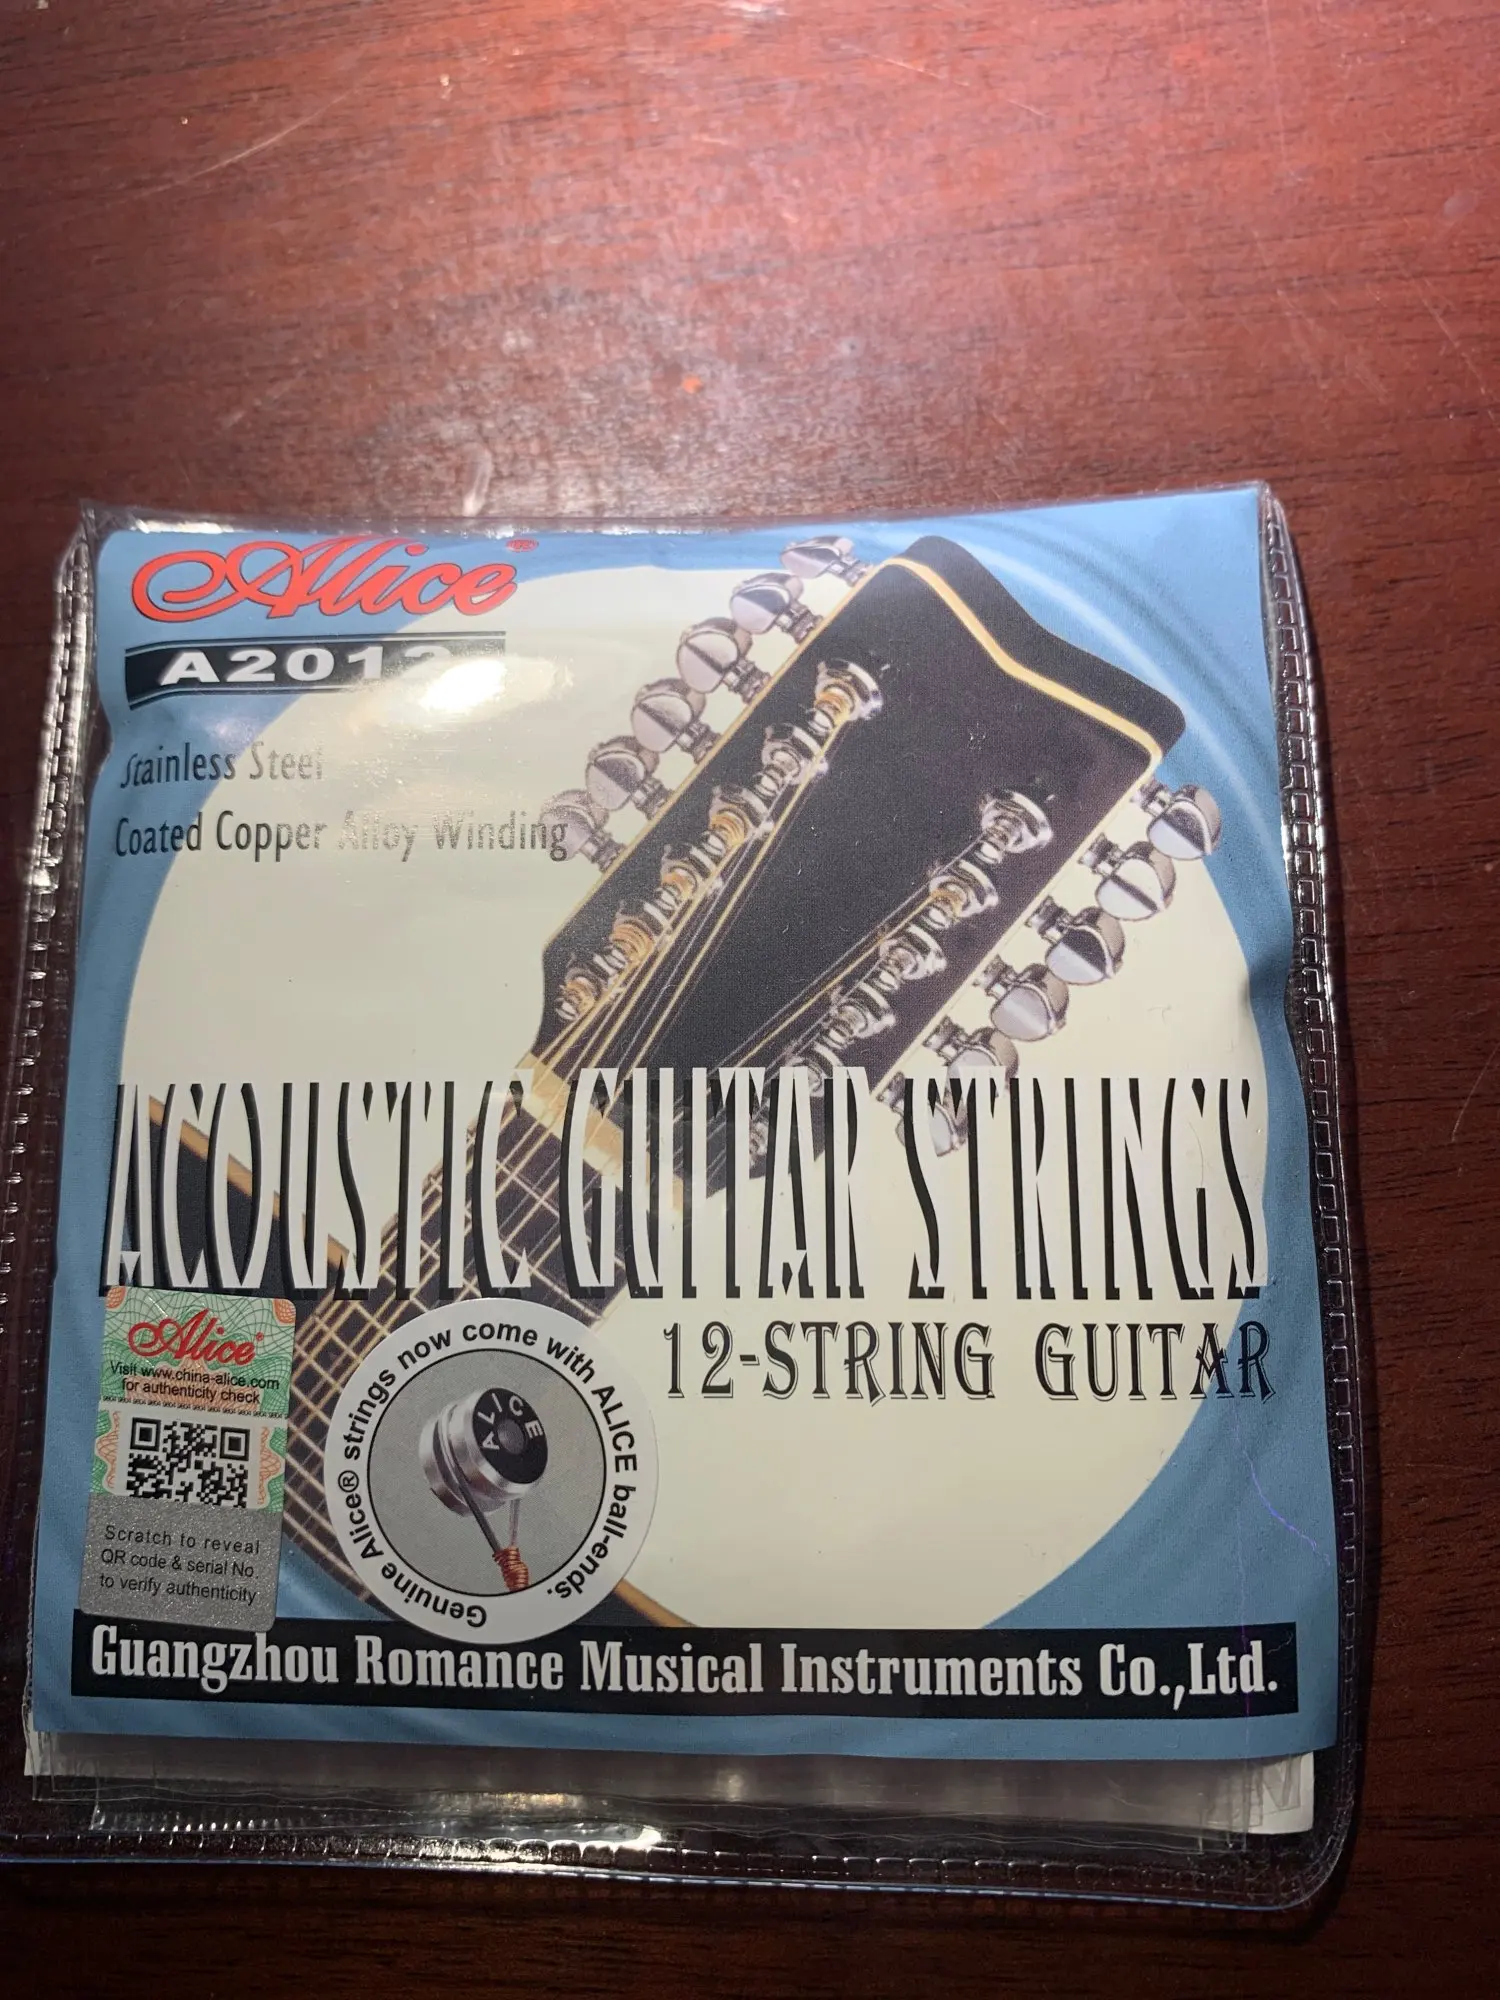 Alice®
A2012
Stainless Steel
Coated Copper Alloy Winding
ACOUSTIC GUITAR STRINGS
12-STRING GUITAR
Alice®
Visit www.china-alice.com
for authenticity check
Scratch to reveal
QR code & serial No.
to verify authenticity
Genuine Alice® strings now come with ALICE ball-ends.
ALICE
Guangzhou Romance Musical Instruments Co.,Ltd.